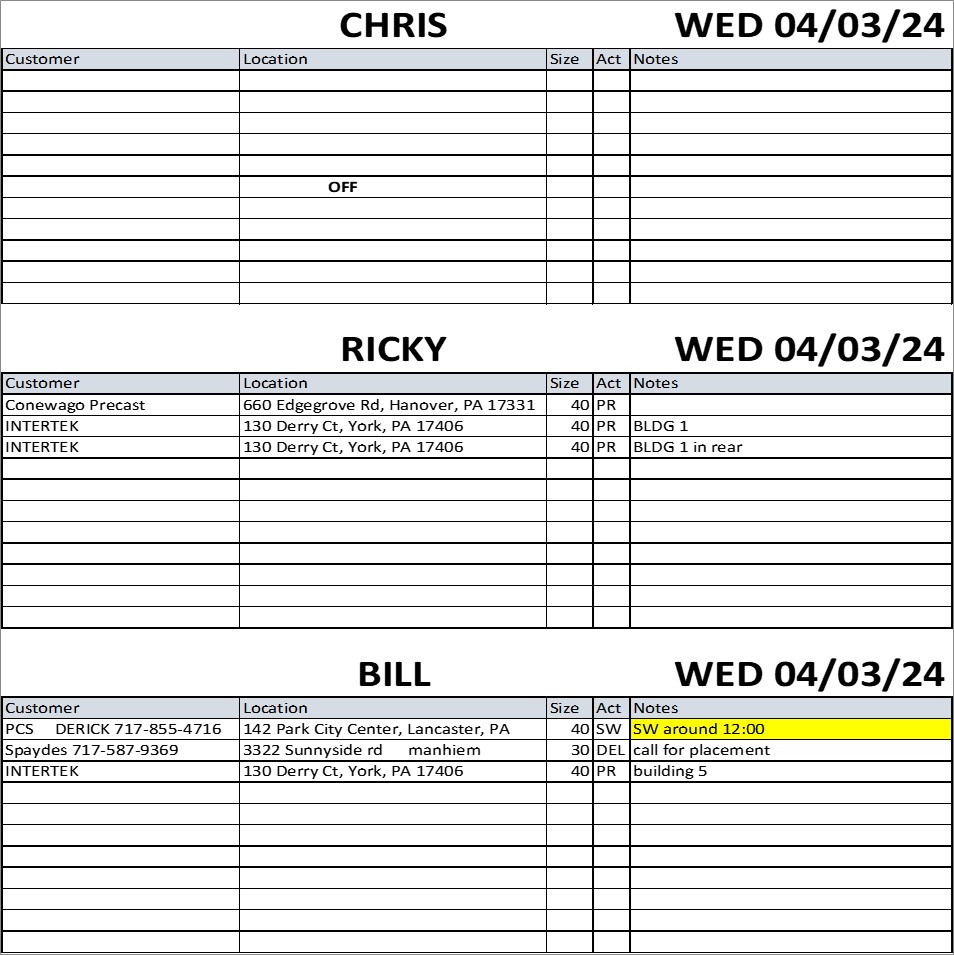 CHRIS WED 04/03/24
Customer Location Size Act Notes
OFF
RICKY WED 04/03/24
Customer Location Size Act Notes
Conewago Precast 660 Edgegrove Rd, Hanover, PA 17331 40 PR
INTERTEK 130 Derry Ct, York, PA 17406 40 PR BLDG 1
INTERTEK 130 Derry Ct, York, PA 17406 40 PR BLDG 1 in rear
BILL WED 04/03/24
Customer Location Size Act Notes
PCS DERICK 717-855-4716 142 Park City Center, Lancaster, PA 40 SW SW around 12:00
Spaydes 717-587-9369 3322 Sunnyside rd manhiem 30 DEL call for placement
INTERTEK 130 Derry Ct, York, PA 17406 40 PR building 5